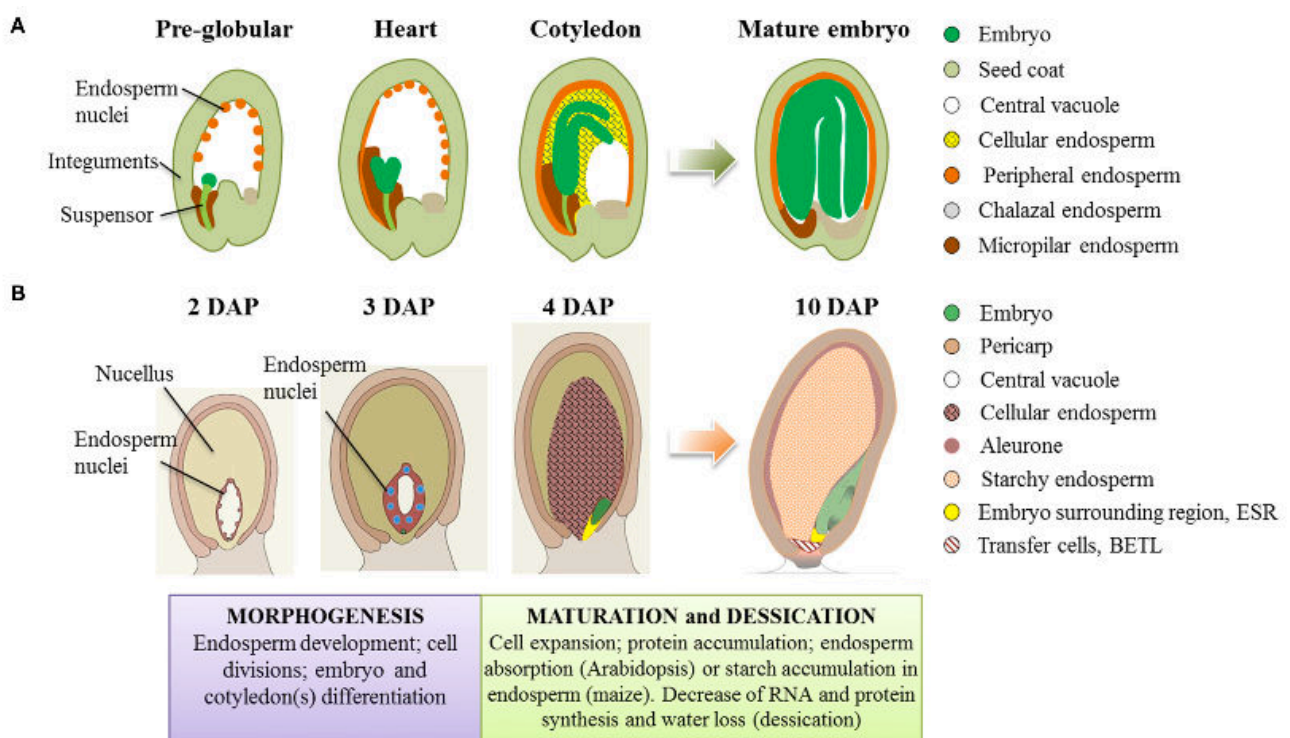 A
Pre-globular
Heart
Cotyledon
Mature embryo
Endosperm
nuclei
Integuments
Suspensor
Embryo
Seed coat
Central vacuole
Cellular endosperm
Peripheral endosperm
Chalazal endosperm
Micropilar endosperm
B
2 DAP
3 DAP
4 DAP
10 DAP
Nucellus
Endosperm
nuclei
Endosperm
nuclei
Embryo
Pericarp
Central vacuole
Cellular endosperm
Aleurone
Starchy endosperm
Embryo surrounding region, ESR
Transfer cells, BETL
MORPHOGENESIS
Endosperm development; cell
divisions; embryo and
cotyledon(s) differentiation
MATURATION and DESSICATION
Cell expansion; protein accumulation; endosperm
absorption (Arabidopsis) or starch accumulation in
endosperm (maize). Decrease of RNA and protein
synthesis and water loss (dessication)